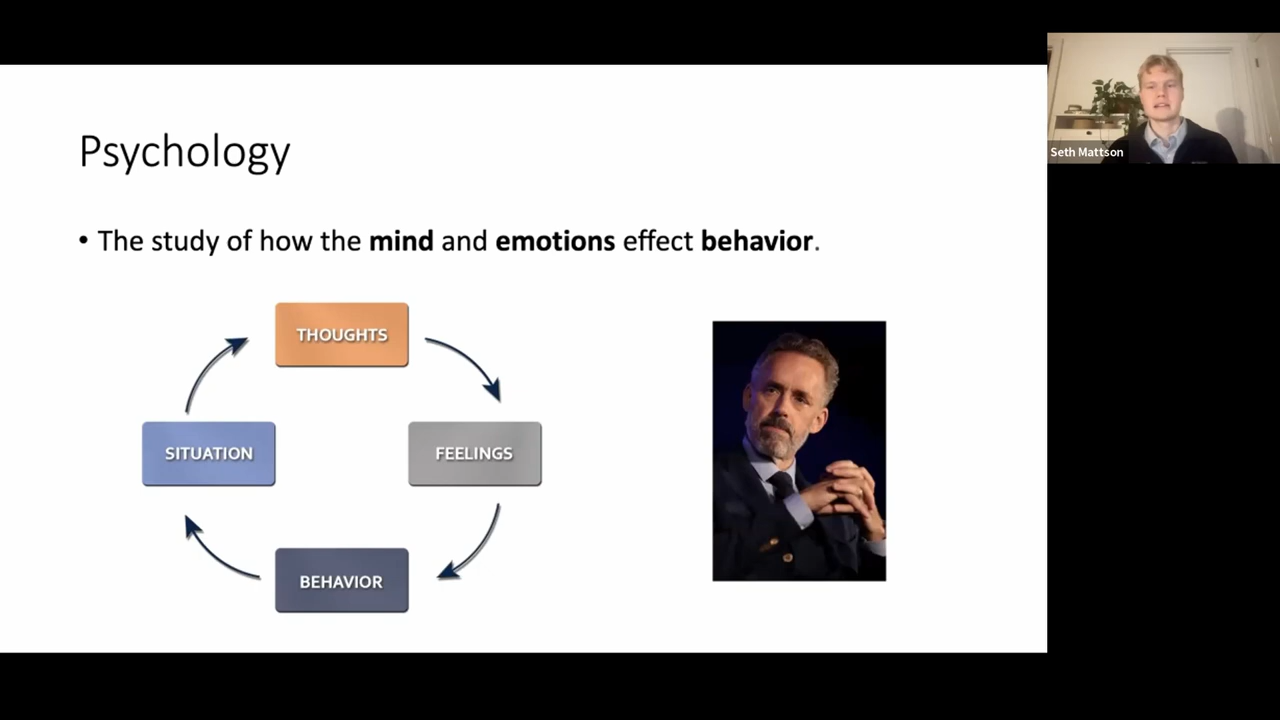 Psychology
• The study of how the mind and emotions effect behavior.
THOUGHTS
SITUATION
FEELINGS
BEHAVIOR
Seth Mattson